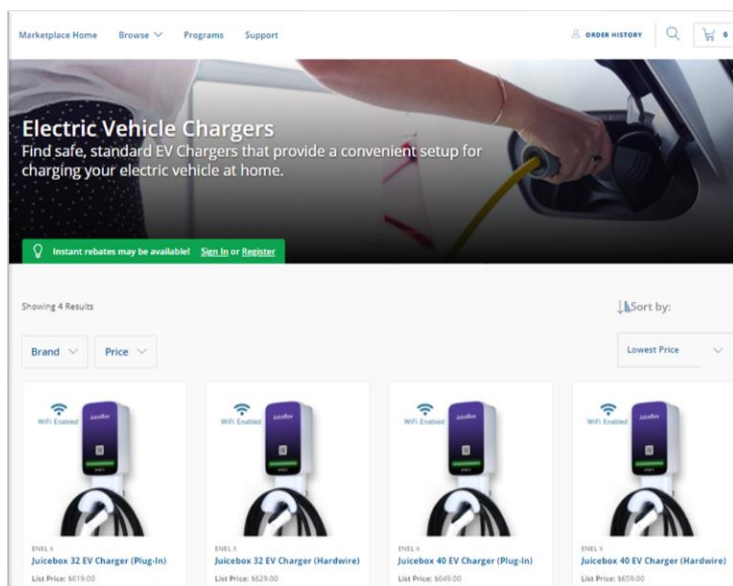 Marketplace Home Browse Programs Support ORDER HISTORY 0
Electric Vehicle Chargers
Find safe, standard EV Chargers that provide a convenient setup for
charging your electric vehicle at home.
Instant rebates may be available! Sign In or Register
Showing 4 Results
Sort by:
Brand Price Lowest Price
WiFi Enabled JuiceBox WiFi Enabled JuiceBox WiFi Enabled JuiceBox WiFi Enabled JuiceBox
ENEL X ENEL X ENEL X ENEL X
Juicebox 32 EV Charger (Plug-In) Juicebox 32 EV Charger (Hardwire) Juicebox 40 EV Charger (Plug-In) Juicebox 40 EV Charger (Hardwire)
List Price: $619.00 List Price: $629.00 List Price: $649.00 List Price: $659.00